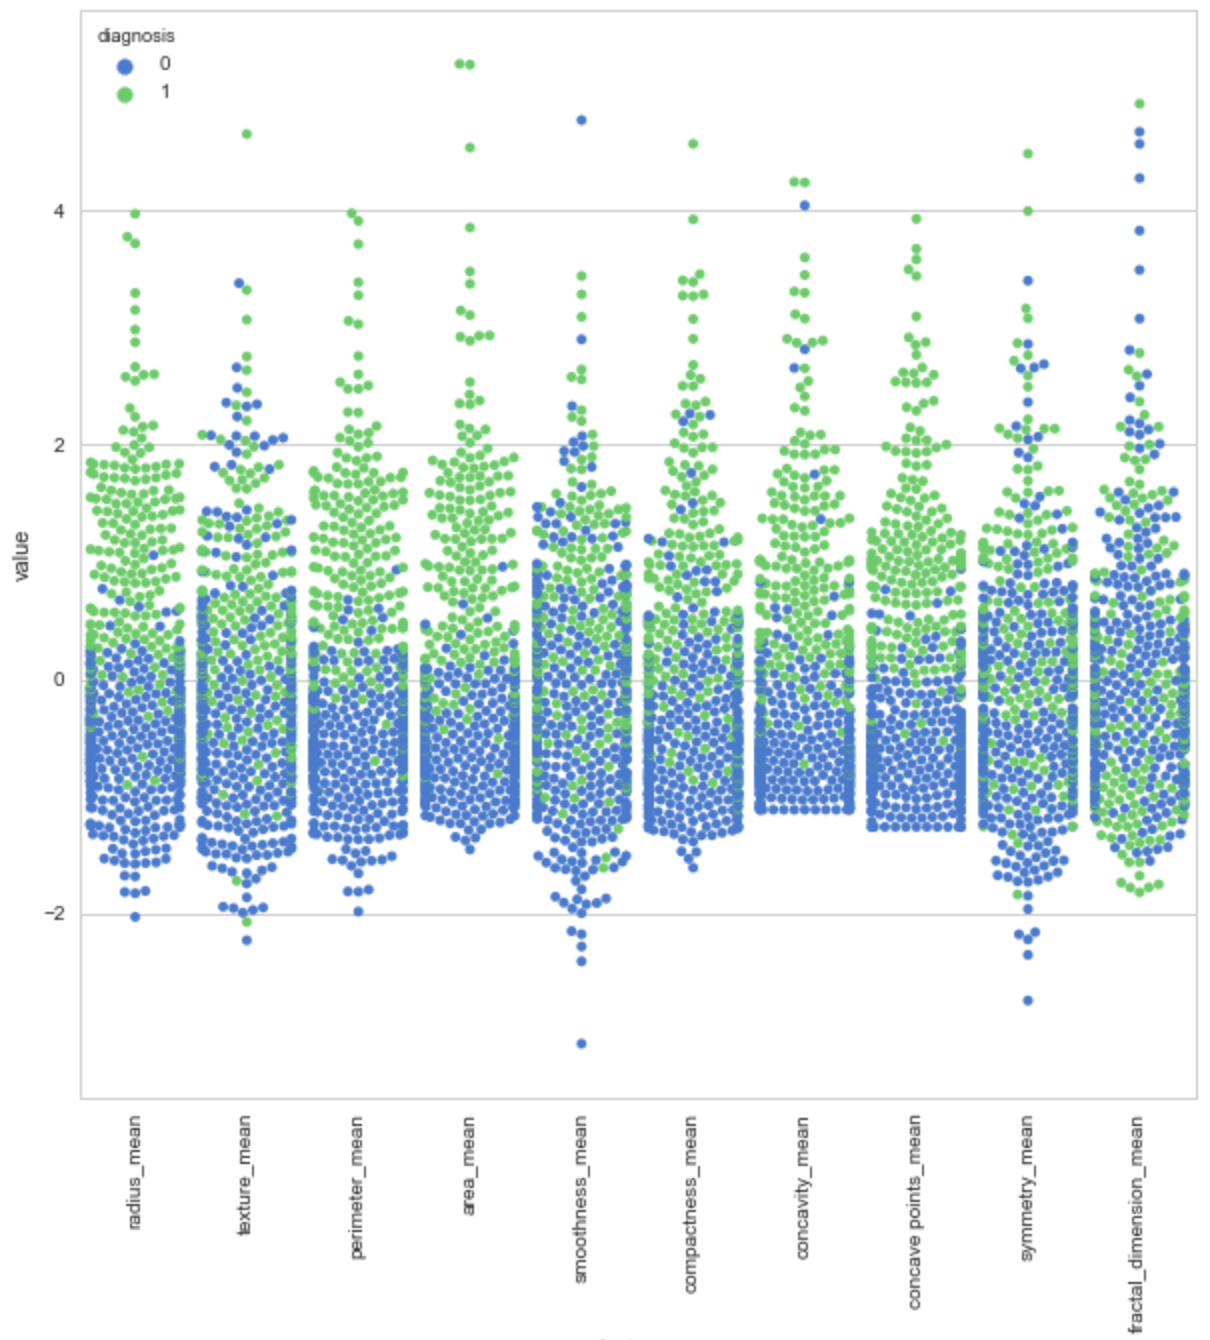 diagnosis
0
1
4
2
0
−2
value
radius_mean
texture_mean
perimeter_mean
area_mean
smoothness_mean
compactness_mean
concavity_mean
concave points_mean
symmetry_mean
fractal_dimension_mean